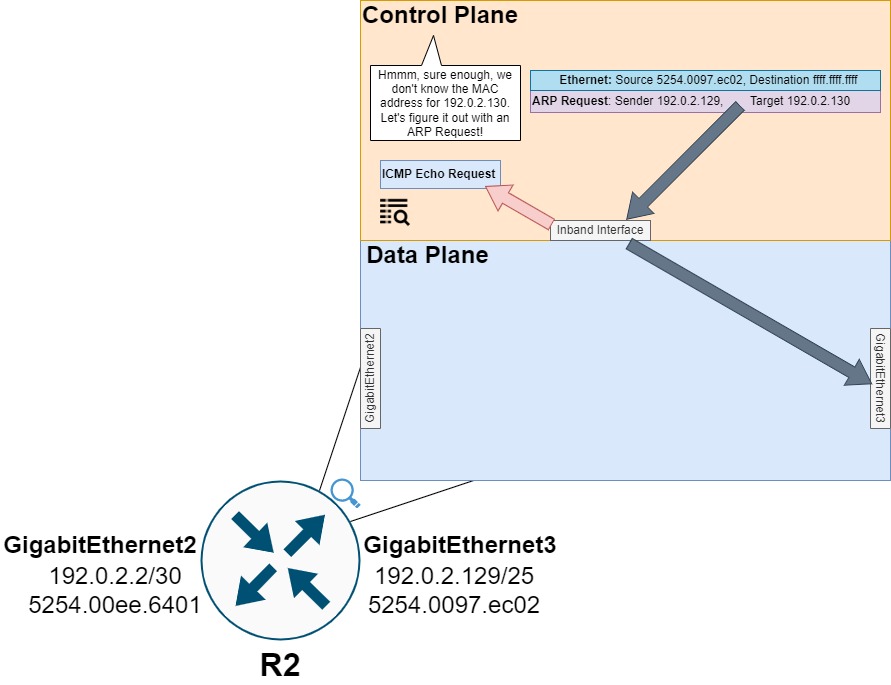 Control Plane
Hmmm, sure enough, we
don't know the MAC
address for 192.0.2.130.
Let's figure it out with an
ARP Request!
Ethernet: Source 5254.0097.ec02, Destination ffff.ffff.ffff
ARP Request: Sender 192.0.2.129, Target 192.0.2.130
ICMP Echo Request
Inband Interface
Data Plane
GigabitEthernet2
GigabitEthernet3
GigabitEthernet2
192.0.2.2/30
5254.00ee.6401
GigabitEthernet3
192.0.2.129/25
5254.0097.ec02
R2